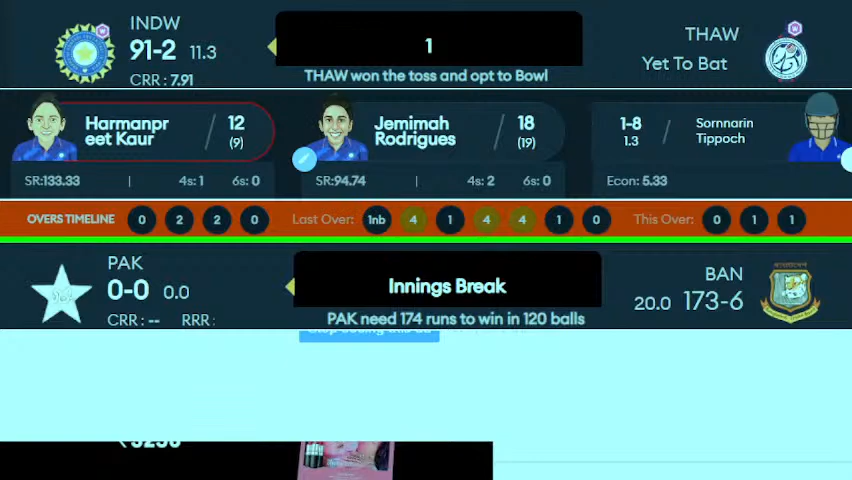 INDW
91-2 11.3
CRR : 7.91
1
THAW won the toss and opt to Bowl
THAW
Yet To Bat
Harmanpr
eet Kaur
12
(9)
SR:133.33 | 4s: 1 6s: 0
Jemimah
Rodrigues
18
(19)
SR:94.74 | 4s: 2 6s: 0
1-8
1.3
Sornnarin
Tippoch
Econ: 5.33
OVERS TIMELINE 0 2 2 0 Last Over: 1nb 4 1 4 4 1 0 This Over: 0 1 1
PAK
0-0 0.0
CRR : -- RRR :
Innings Break
PAK need 174 runs to win in 120 balls
BAN
20.0 173-6